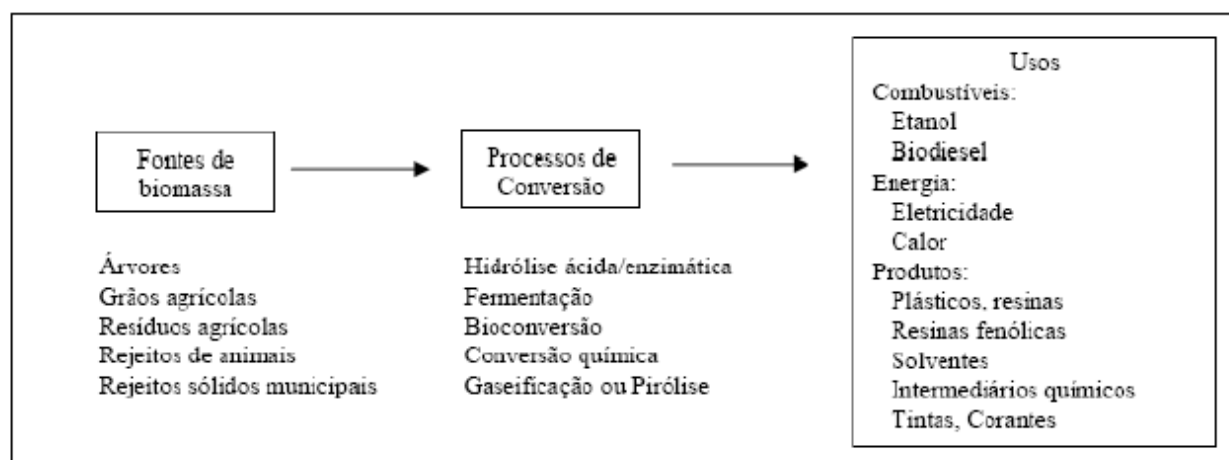 Fontes de
biomassa
Árvores
Grãos agrícolas
Resíduos agrícolas
Rejeitos de animais
Rejeitos sólidos municipais
Processos de
Conversão
Hidrólise ácida/enzimática
Fermentação
Bioconversão
Conversão química
Gaseificação ou Pirólise
Usos
Combustíveis:
Etanol
Biodiesel
Energia:
Eletricidade
Calor
Produtos:
Plásticos, resinas
Resinas fenólicas
Solventes
Intermediários químicos
Tintas, Corantes